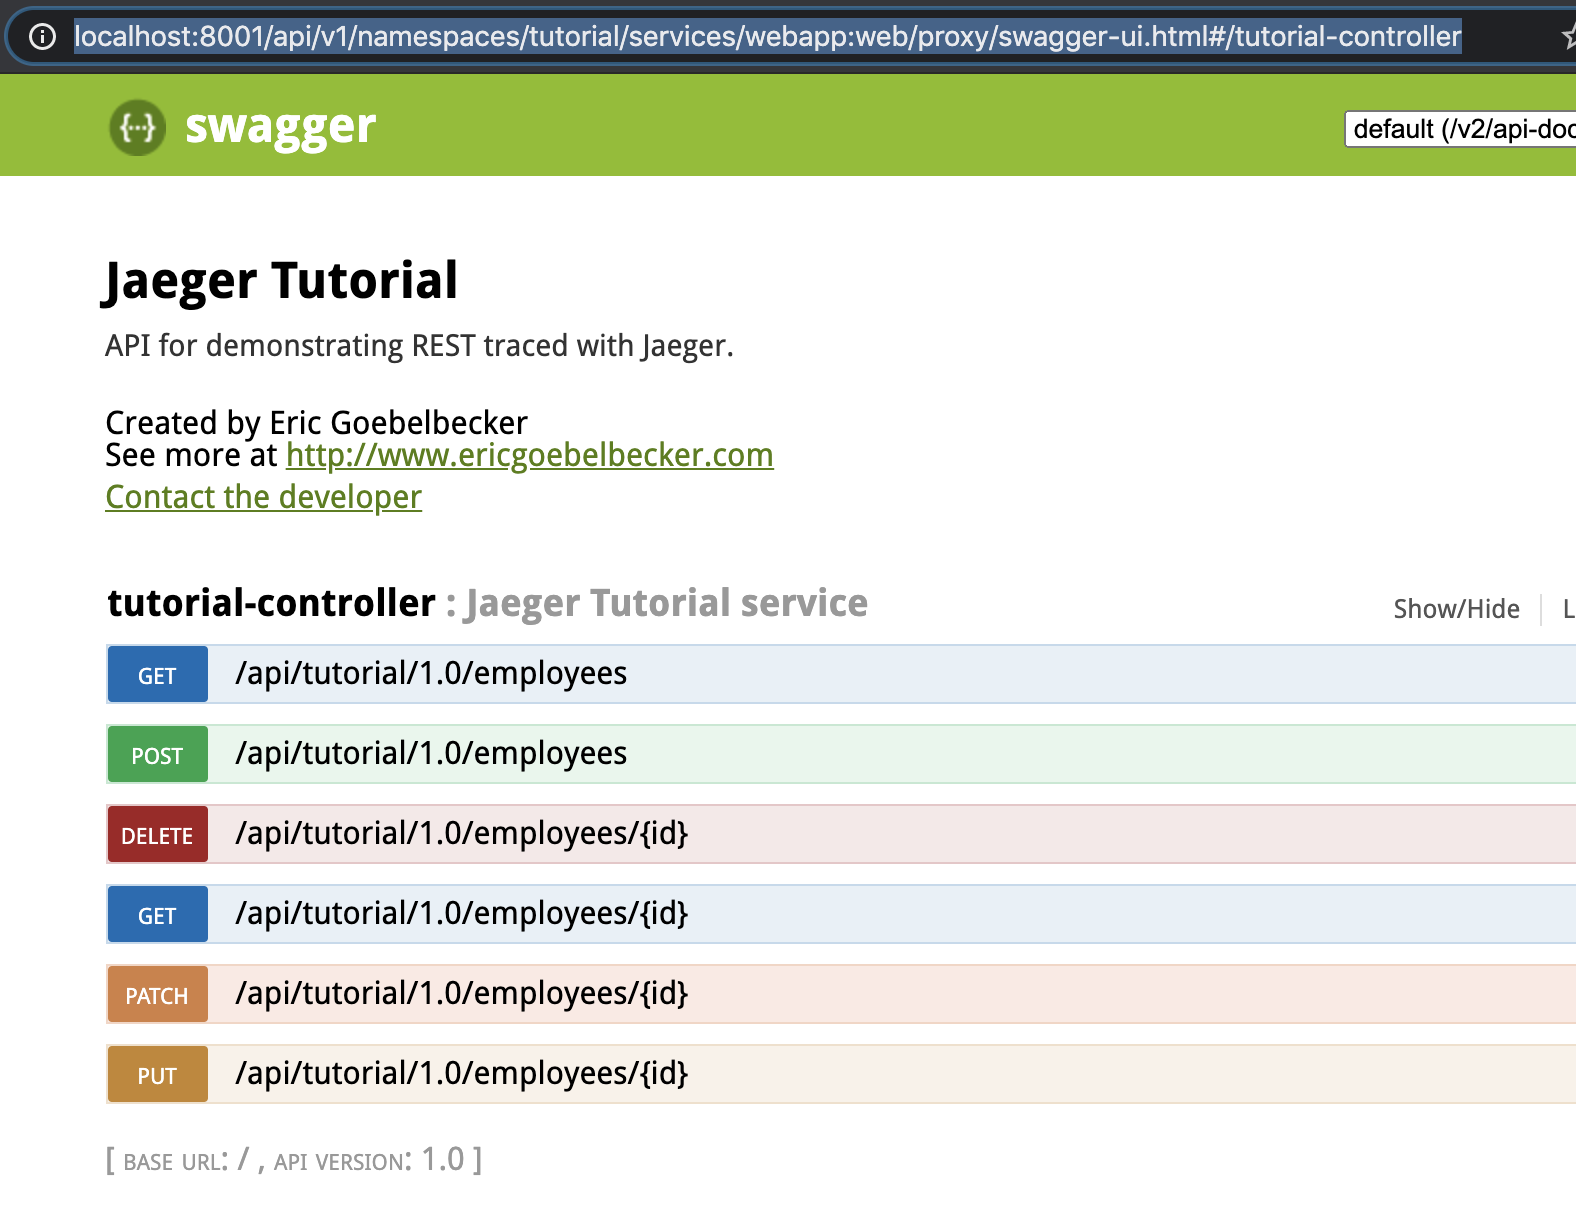 localhost:8001/api/v1/namespaces/tutorial/services/webapp:web/proxy/swagger-ui.html#/tutorial-controller
{···} swagger
default (/v2/api-doc
Jaeger Tutorial
API for demonstrating REST traced with Jaeger.
Created by Eric Goebelbecker
See more at http://www.ericgoebelbecker.com
Contact the developer
tutorial-controller : Jaeger Tutorial service
Show/Hide
GET /api/tutorial/1.0/employees
POST /api/tutorial/1.0/employees
DELETE /api/tutorial/1.0/employees/{id}
GET /api/tutorial/1.0/employees/{id}
PATCH /api/tutorial/1.0/employees/{id}
PUT /api/tutorial/1.0/employees/{id}
[ BASE URL: / , API VERSION: 1.0 ]